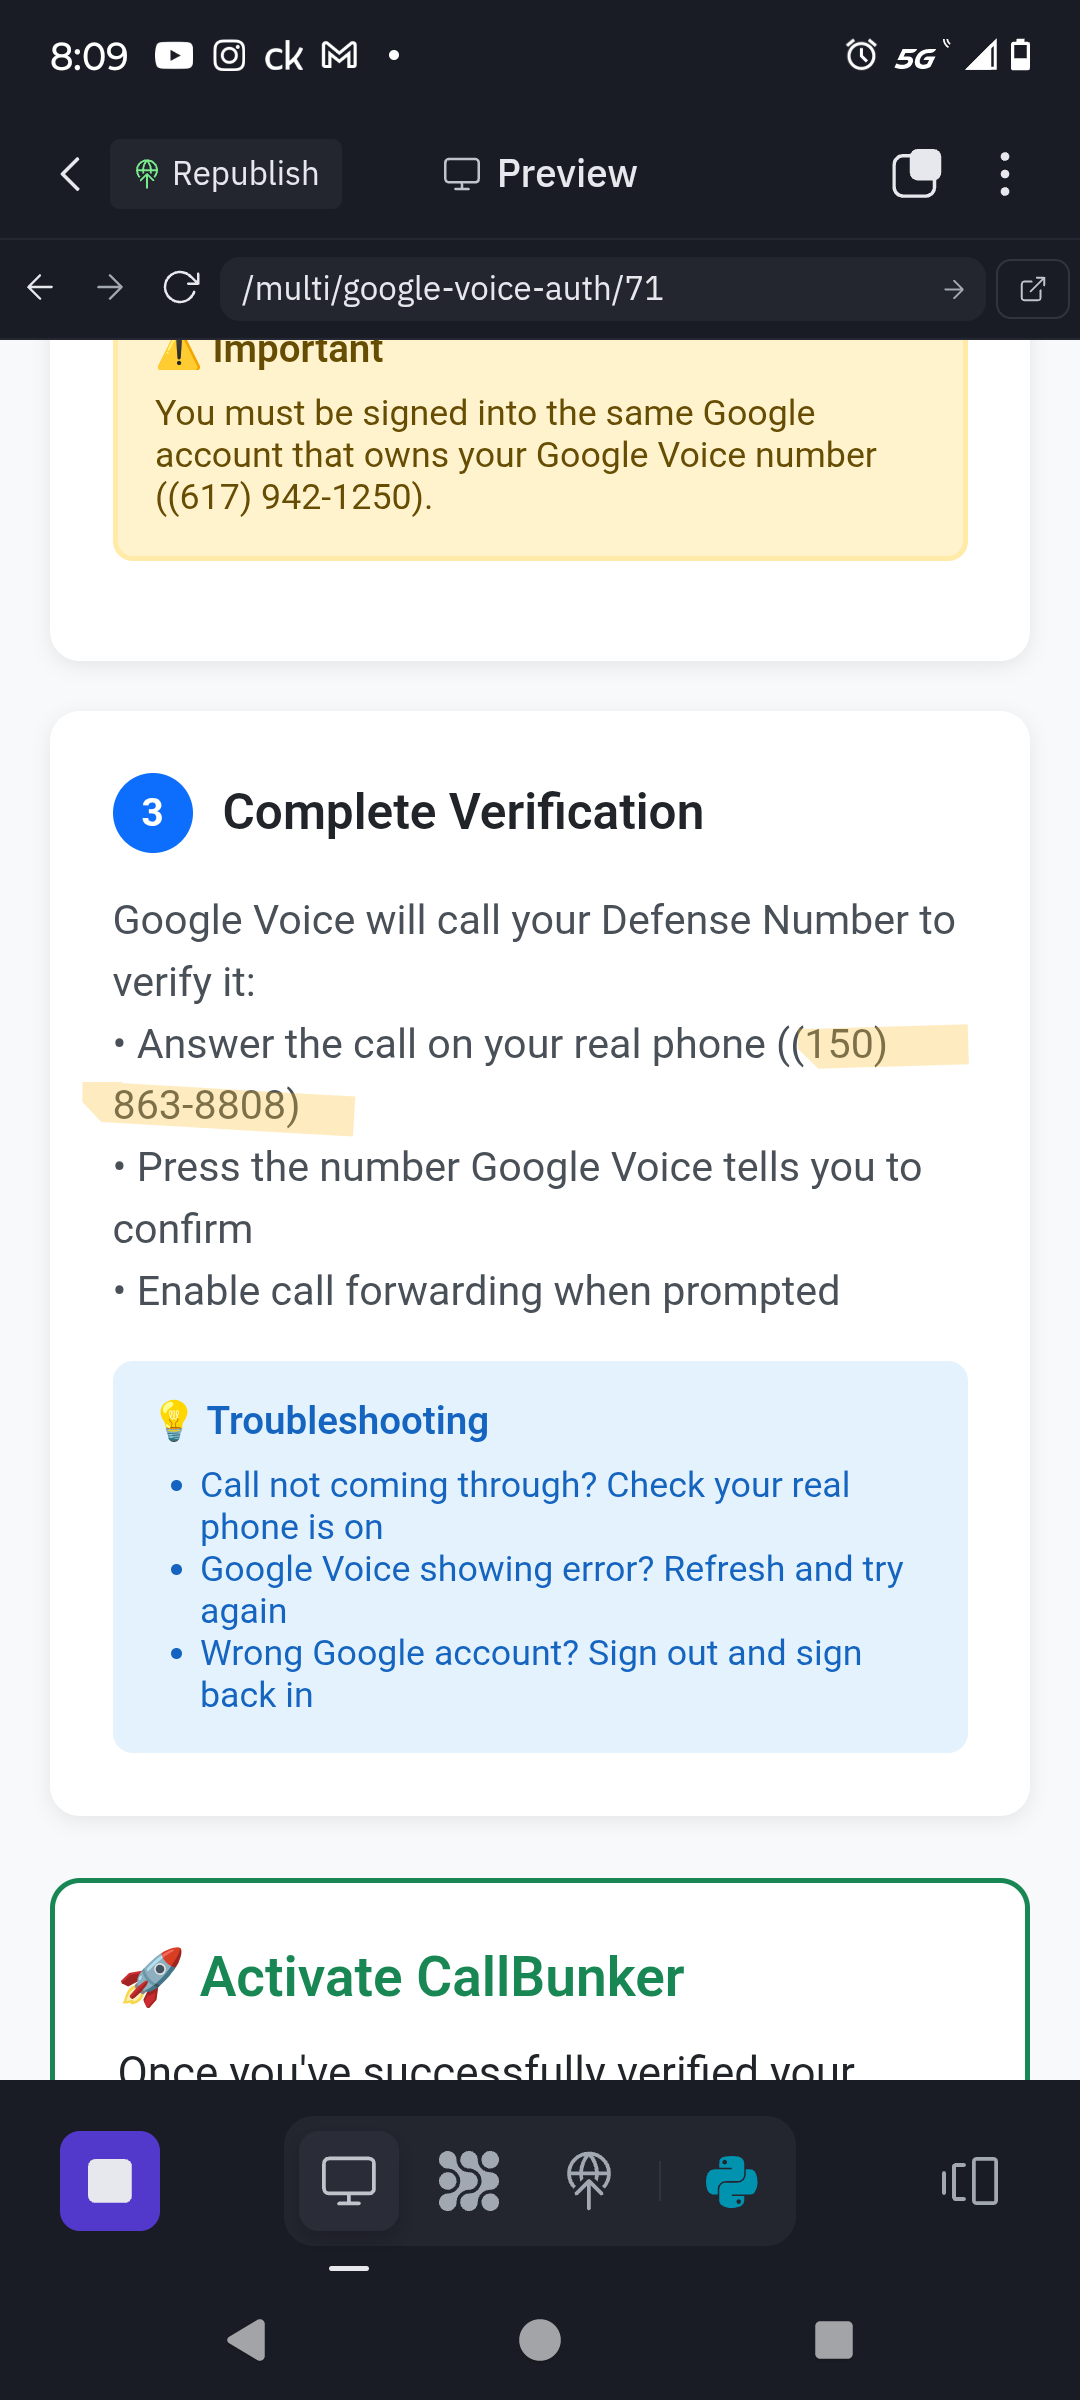 8:09 ck 5G
Republish Preview
/multi/google-voice-auth/71
⚠️ Important
You must be signed into the same Google
account that owns your Google Voice number
((617) 942-1250).
3 Complete Verification
Google Voice will call your Defense Number to
verify it:
• Answer the call on your real phone ((150)
863-8808)
• Press the number Google Voice tells you to
confirm
• Enable call forwarding when prompted
💡 Troubleshooting
• Call not coming through? Check your real
phone is on
• Google Voice showing error? Refresh and try
again
• Wrong Google account? Sign out and sign
back in
🚀 Activate CallBunker
Once you've successfully verified your